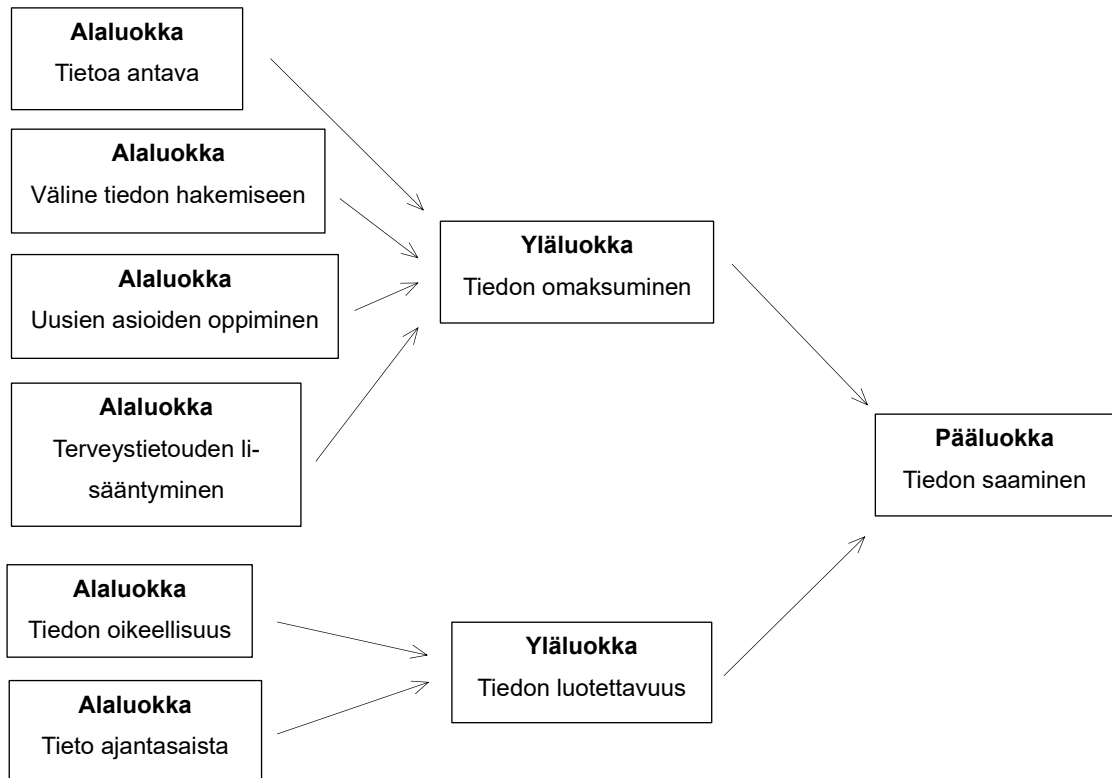 Alaluokka
Tietoa antava
Alaluokka
Väline tiedon hakemiseen
Alaluokka
Uusien asioiden oppiminen
Alaluokka
Terveystietouden li-
sääntyminen
Yläluokka
Tiedon omaksuminen
Alaluokka
Tiedon oikeellisuus
Alaluokka
Tieto ajantasaista
Yläluokka
Tiedon luotettavuus
Pääluokka
Tiedon saaminen